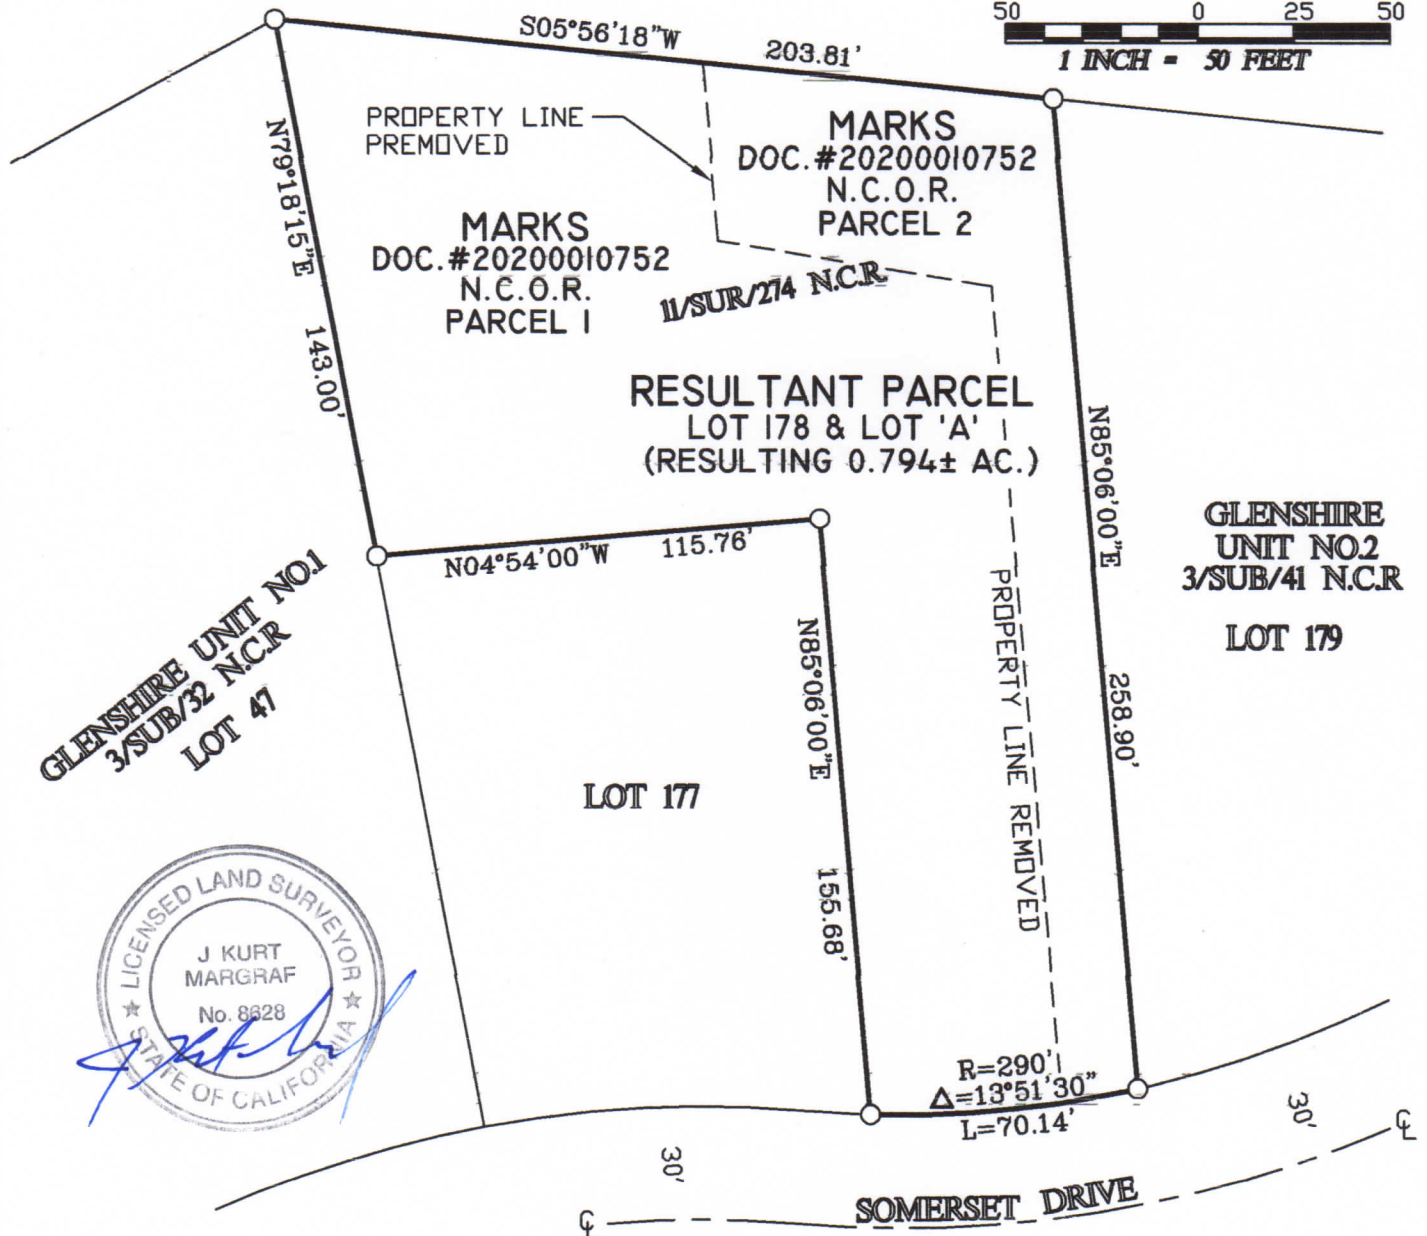 50 0 25 50
1 INCH = 50 FEET
S05°56'18"W 203.81'
PROPERTY LINE
PREMOVED
MARKS
DOC.#20200010752
N.C.O.R.
PARCEL 2
N79°18'15"E 143.00'
MARKS
DOC.#20200010752
N.C.O.R.
PARCEL 1
11/SUR/274 N.C.R.
RESULTANT PARCEL
LOT 178 & LOT 'A'
(RESULTING 0.794± AC.)
N85°06'00"E 258.90'
GLENSHIRE
UNIT NO.2
3/SUB/41 N.C.R
LOT 179
N04°54'00"W 115.76'
GLENSHIRE UNIT NO.1
3/SUB/32 N.C.R
LOT 47
N85°06'00"E 155.68'
PROPERTY LINE REMOVED
LOT 177
LICENSED LAND SURVEYOR
J KURT
MARGRAF
No. 8628
STATE OF CALIFORNIA
R=290'
Δ=13°51'30"
L=70.14'
30'
30'
℄
℄
SOMERSET DRIVE